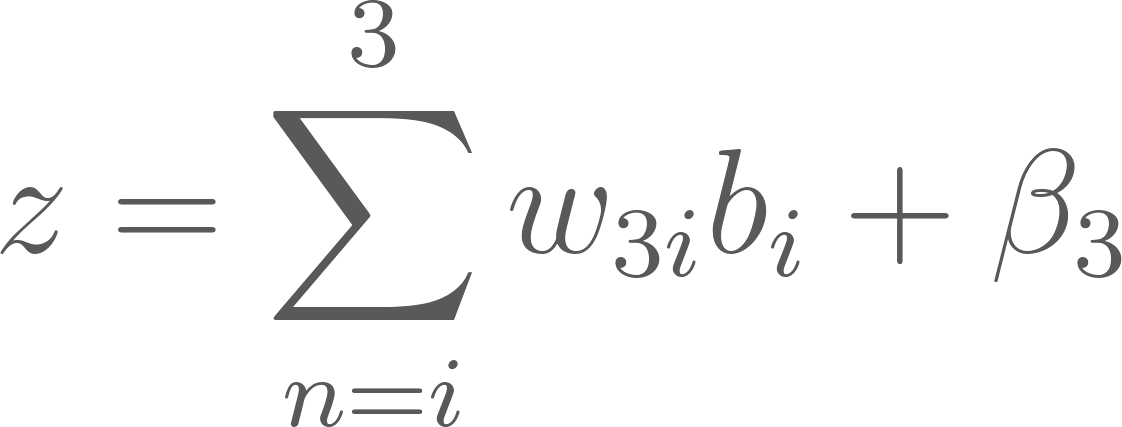 z = \sum_{n=i}^{3} w_{3i} b_i + \beta_3